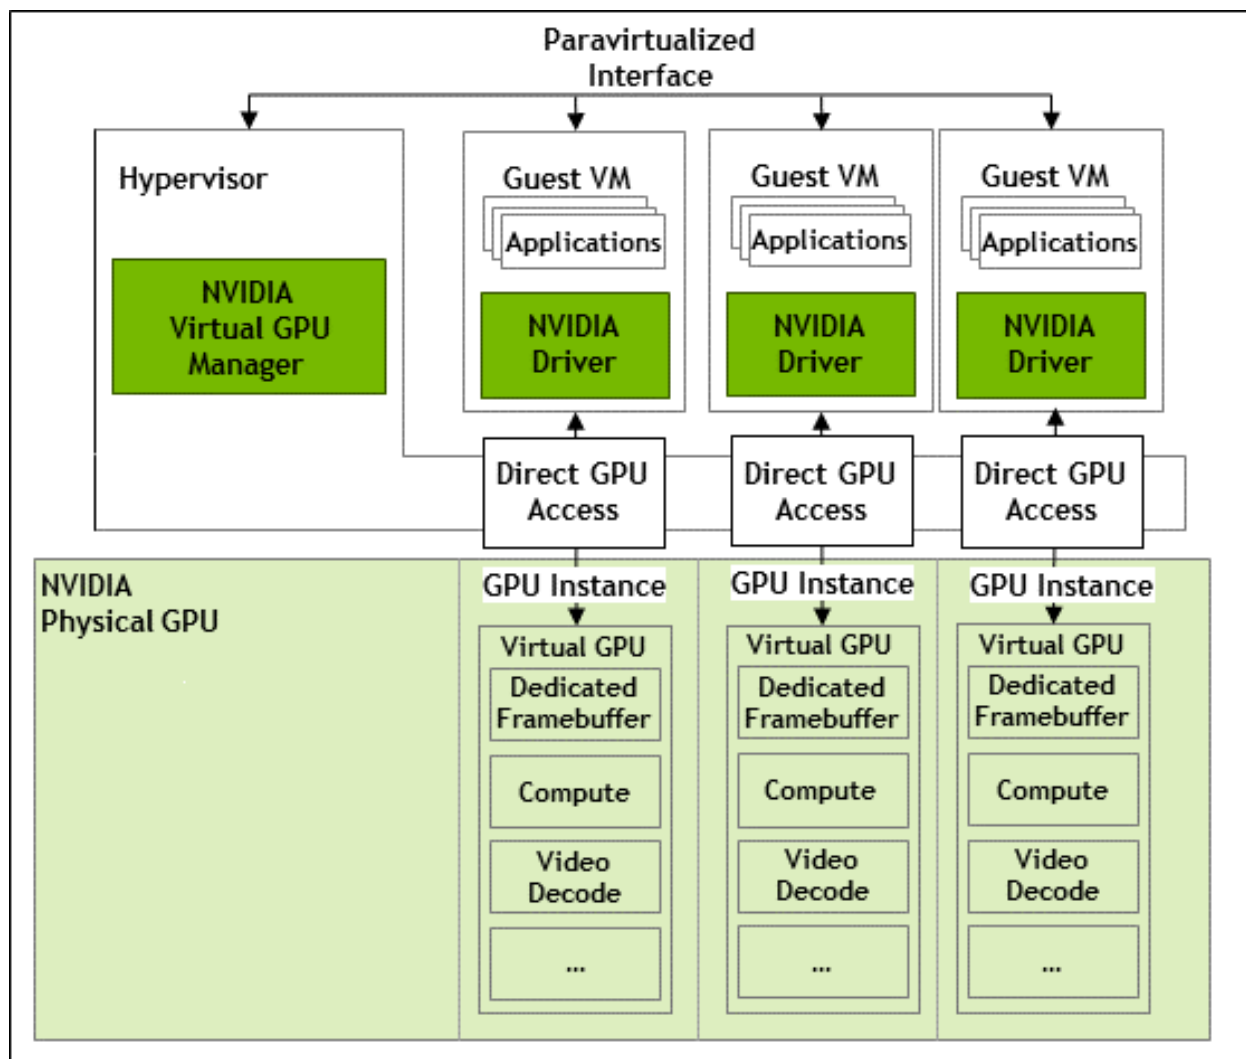 Paravirtualized
Interface
Hypervisor
NVIDIA
Virtual GPU
Manager
Guest VM
Applications
NVIDIA
Driver
Guest VM
Applications
NVIDIA
Driver
Guest VM
Applications
NVIDIA
Driver
Direct GPU
Access
Direct GPU
Access
Direct GPU
Access
NVIDIA
Physical GPU
GPU Instance
Virtual GPU
Dedicated
Framebuffer
Compute
Video
Decode
...
GPU Instance
Virtual GPU
Dedicated
Framebuffer
Compute
Video
Decode
...
GPU Instance
Virtual GPU
Dedicated
Framebuffer
Compute
Video
Decode
...